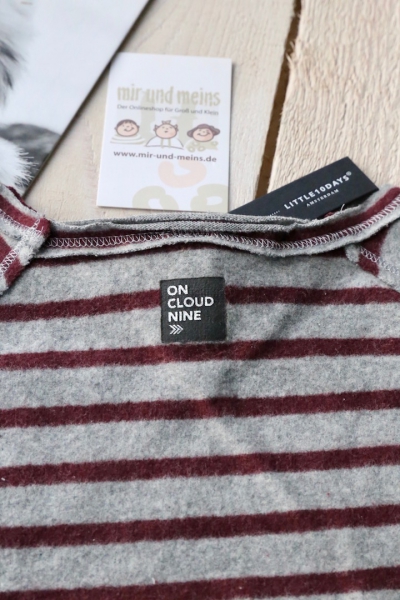 mir und meins
Der Onlineshop für Groß und Klein
www.mir-und-meins.de
LITTLE10DAYS®
AMSTERDAM
ON
CLOUD
NINE